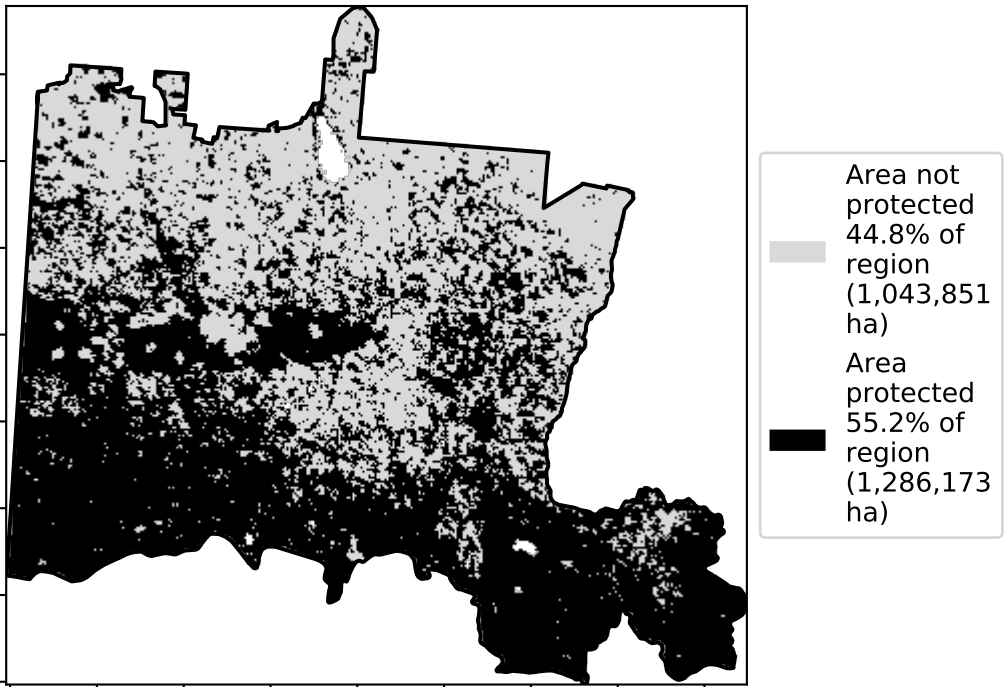 Area not
protected
44.8% of
region
(1,043,851
ha)
Area
protected
55.2% of
region
(1,286,173
ha)